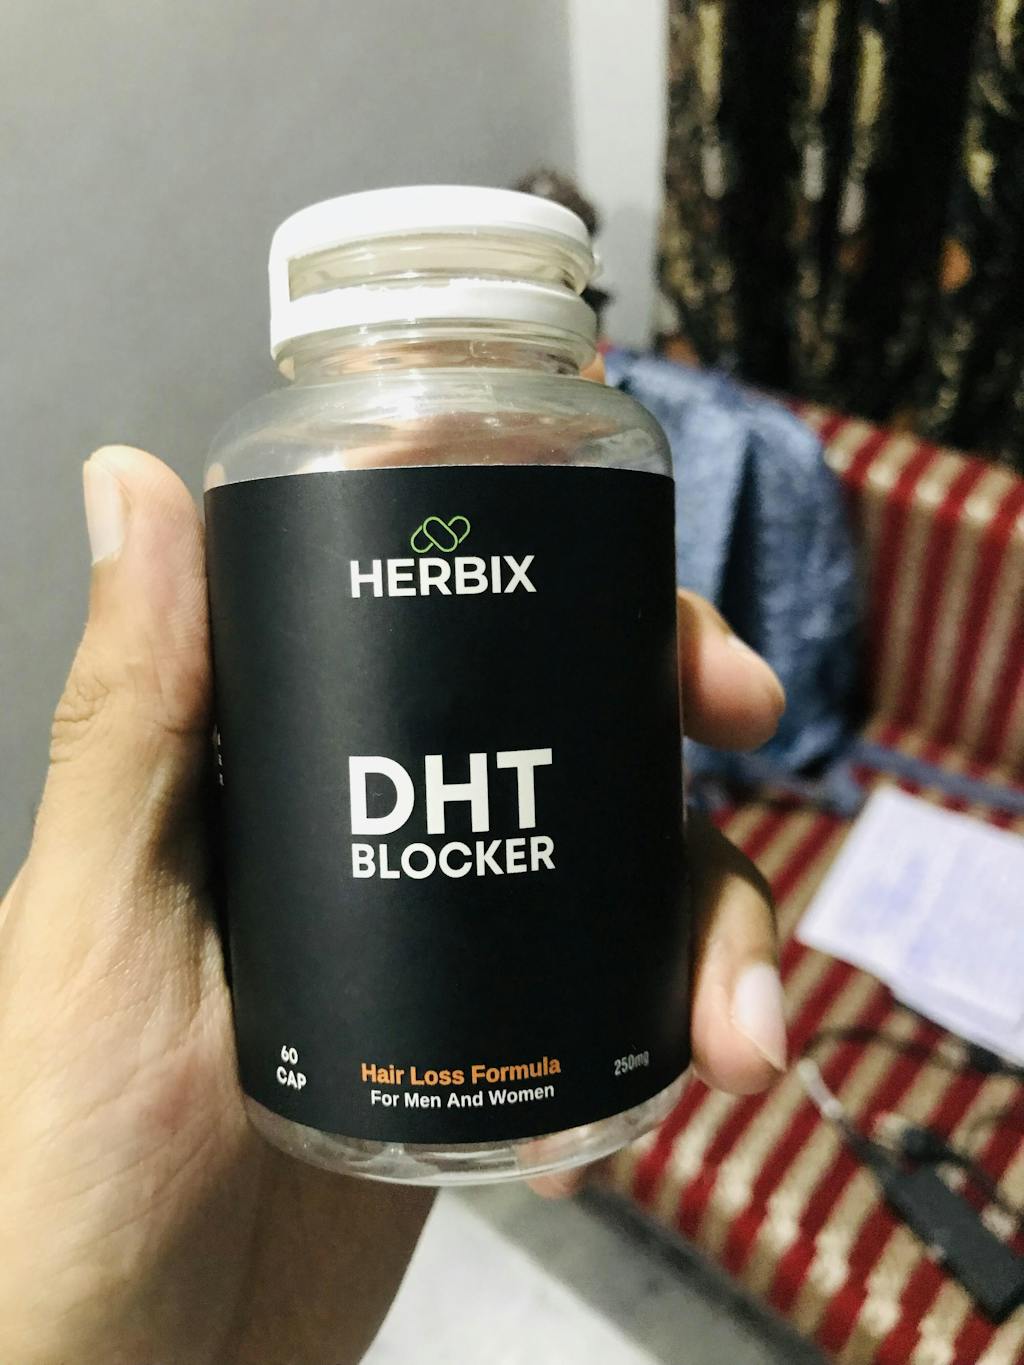 HERBIX
DHT
BLOCKER
60
CAP
Hair Loss Formula
For Men And Women
250mg